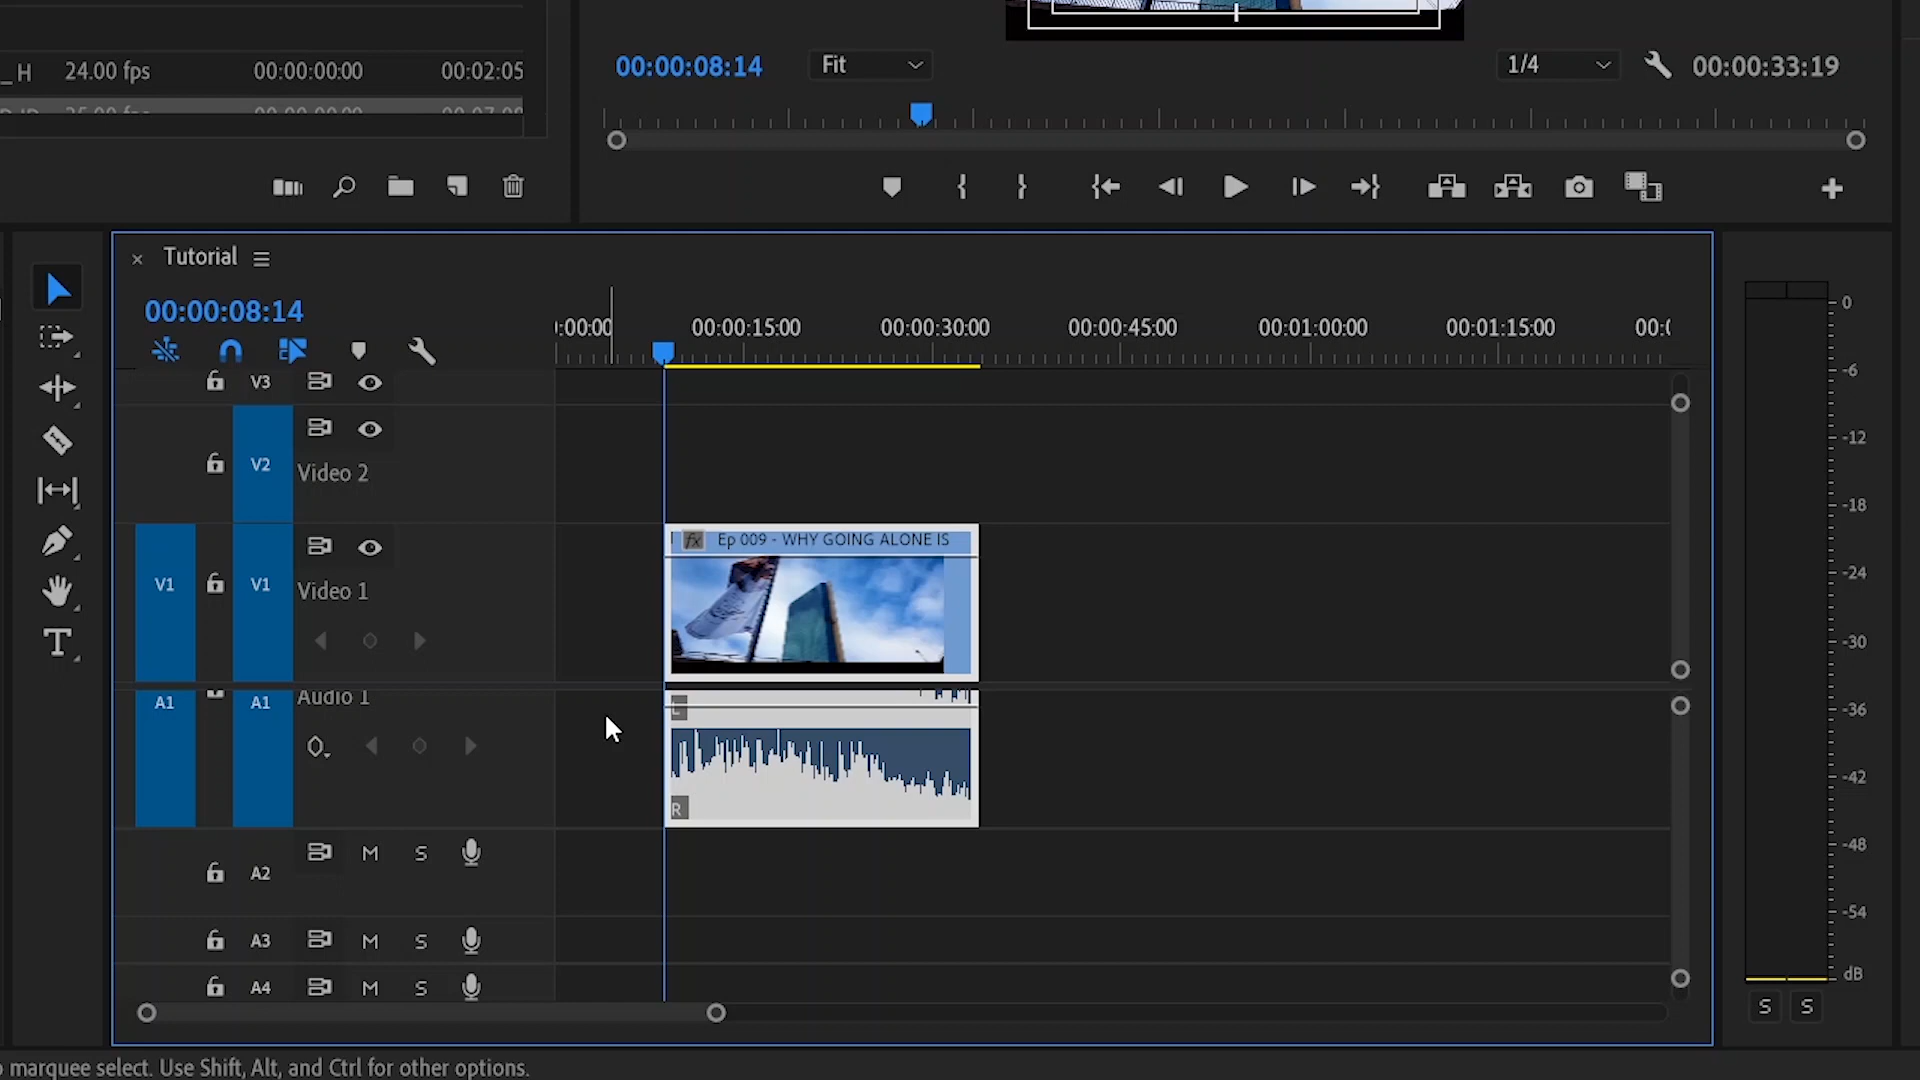 _H 24.00 fps 00:00:00:00 00:02:05
00:00:08:14 Fit 1/4 00:00:33:19
Tutorial
00:00:08:14
:00:00 00:00:15:00 00:00:30:00 00:00:45:00 00:01:00:00 00:01:15:00 00:0
V3
V2
Video 2
Ep 009 - WHY GOING ALONE IS
fx
V1 V1
Video 1
A1 A1
Audio 1
L
R
A2 M S
A3 M S
A4 M S
0
-6
-12
-18
-24
-30
-36
-42
-48
-54
dB
S S
marquee select. Use Shift, Alt, and Ctrl for other options.